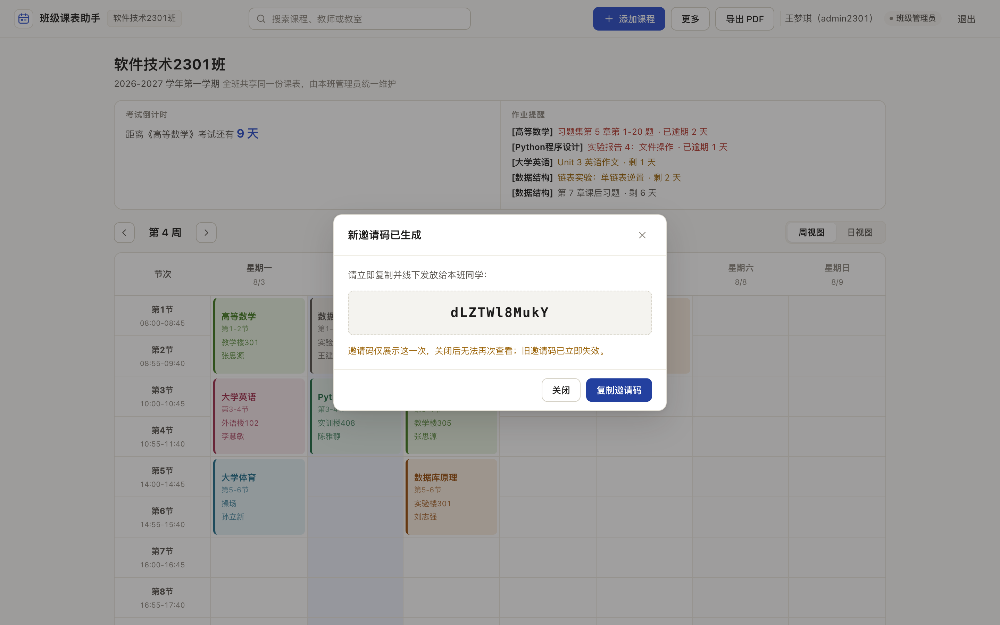 班级课表助手 软件技术2301班 搜索课程、教师或教室 添加课程 更多 导出 PDF 王梦琪（admin2301） 班级管理员 退出
软件技术2301班
2026-2027 学年第一学期 全班共享同一份课表，由本班管理员统一维护
考试倒计时
距离《高等数学》考试还有 9 天
作业提醒
[高等数学] 习题集第 5 章第 1-20 题 · 已逾期 2 天
[Python程序设计] 实验报告 4：文件操作 · 已逾期 1 天
[大学英语] Unit 3 英语作文 · 剩 1 天
[数据结构] 链表实验：单链表逆置 · 剩 2 天
[数据结构] 第 7 章课后习题 · 剩 6 天
第 4 周
周视图 日视图
新邀请码已生成
请立即复制并线下发放给本班同学：
dLZTWl8MukY
邀请码仅展示这一次，关闭后无法再次查看；旧邀请码已立即失效。
关闭 复制邀请码
节次 星期一 星期六 星期日
8/3 8/8 8/9
第1节
08:00-08:45
第2节
08:55-09:40
高等数学
第1-2节
教学楼301
张思源
数据
第1-
实验
王建
第3节
10:00-10:45
第4节
10:55-11:40
大学英语
第3-4节
外语楼102
李慧敏
第3-4节
实训楼408
陈雅静
教学楼305
张思源
第5节
14:00-14:45
第6节
14:55-15:40
大学体育
第5-6节
操场
孙立新
数据库原理
第5-6节
实验楼301
刘志强
第7节
16:00-16:45
第8节
16:55-17:40